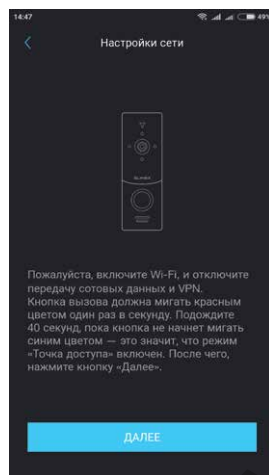 14:47
49%
Настройки сети
Пожалуйста, включите Wi-Fi, и отключите
передачу сотовых данных и VPN.
Кнопка вызова должна мигать красным
цветом один раз в секунду. Подождите
40 секунд, пока кнопка не начнет мигать
синим цветом — это значит, что режим
«Точка доступа» включен. После чего,
нажмите кнопку «Далее».
ДАЛЕЕ